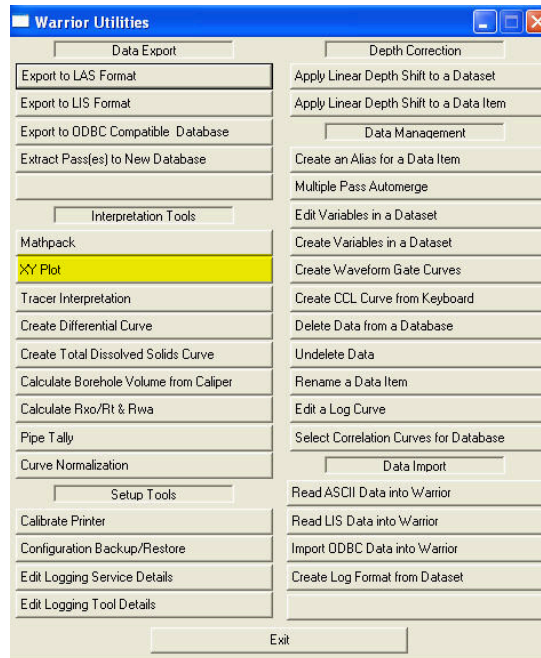 Warrior Utilities
Data Export
Export to LAS Format
Export to LIS Format
Export to ODBC Compatible Database
Extract Pass(es) to New Database
Interpretation Tools
Mathpack
XY Plot
Tracer Interpretation
Create Differential Curve
Create Total Dissolved Solids Curve
Calculate Borehole Volume from Caliper
Calculate Rxo/Rt & Rwa
Pipe Tally
Curve Normalization
Setup Tools
Calibrate Printer
Configuration Backup/Restore
Edit Logging Service Details
Edit Logging Tool Details
Depth Correction
Apply Linear Depth Shift to a Dataset
Apply Linear Depth Shift to a Data Item
Data Management
Create an Alias for a Data Item
Multiple Pass Automerge
Edit Variables in a Dataset
Create Variables in a Dataset
Create Waveform Gate Curves
Create CCL Curve from Keyboard
Delete Data from a Database
Undelete Data
Rename a Data Item
Edit a Log Curve
Select Correlation Curves for Database
Data Import
Read ASCII Data into Warrior
Read LIS Data into Warrior
Import ODBC Data into Warrior
Create Log Format from Dataset
Exit